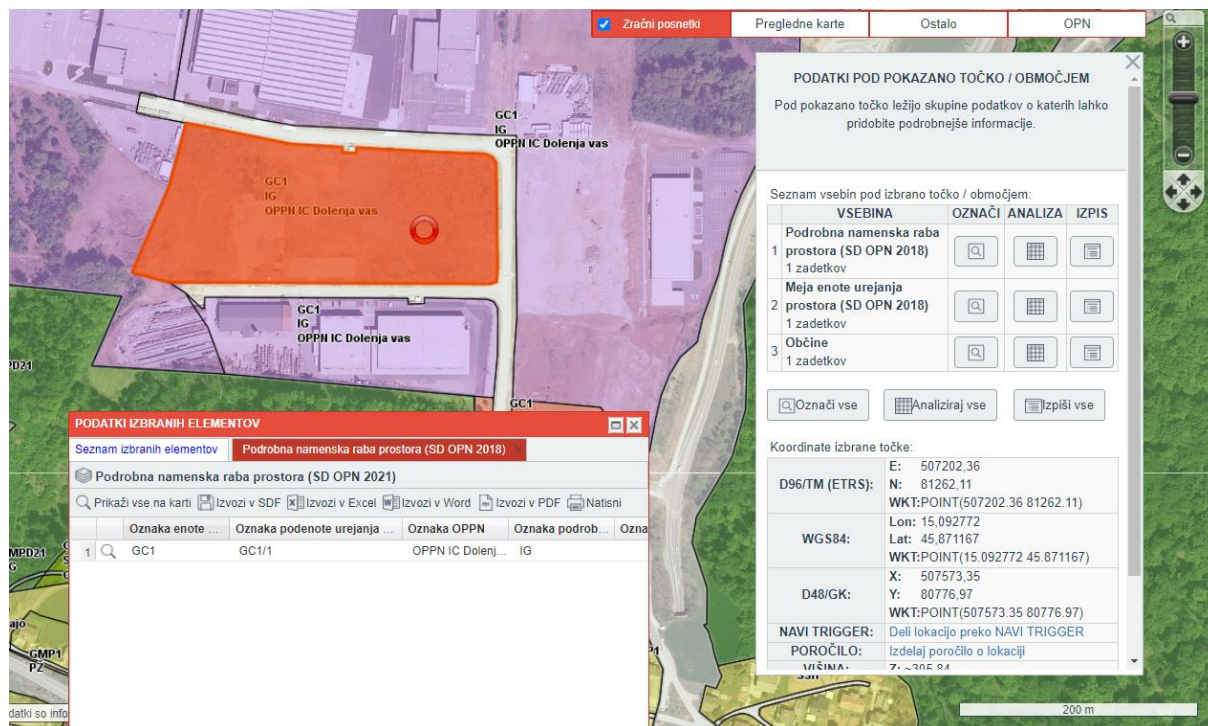 Zračni posnetki Pregledne karte Ostalo OPN
PODATKI POD POKAZANO TOČKO / OBMOČJEM
Pod pokazano točko ležijo skupine podatkov o katerih lahko
pridobite podrobnejše informacije.
Seznam vsebin pod izbrano točko / območjem:
VSEBINA OZNAČI ANALIZA IZPIS
1 Podrobna namenska raba
prostora (SD OPN 2018)
1 zadetkov
2 Meja enote urejanja
prostora (SD OPN 2018)
1 zadetkov
3 Občine
1 zadetkov
Označi vse Analiziraj vse Izpiši vse
Koordinate izbrane točke:
D96/TM (ETRS):
E: 507202,36
N: 81262,11
WKT:POINT(507202.36 81262.11)
WGS84:
Lon: 15,092772
Lat: 45,871167
WKT:POINT(15.092772 45.871167)
D48/GK:
X: 507573,35
Y: 80776,97
WKT:POINT(507573.35 80776.97)
NAVI TRIGGER: Deli lokacijo preko NAVI TRIGGER
POROČILO: Izdelaj poročilo o lokaciji
VIŠINA: Z: ~305,84
200 m
GC1
IG
OPPN IC Dolenja vas
GC1
IG
OPPN IC Dolenja vas
GC1
IG
OPPN IC Dolenja vas
GC1
PD21
PODATKI IZBRANIH ELEMENTOV
Seznam izbranih elementov Podrobna namenska raba prostora (SD OPN 2018)
Podrobna namenska raba prostora (SD OPN 2021)
Prikaži vse na karti Izvozi v SDF Izvozi v Excel Izvozi v Word Izvozi v PDF Natisni
Oznaka enote ... Oznaka podenote urejanja ... Oznaka OPPN Oznaka podrob... Ozna
1 GC1 GC1/1 OPPN IC Dolenj... IG
MPD21
G
ajo
GMP1
PZ
SSn
datki so info